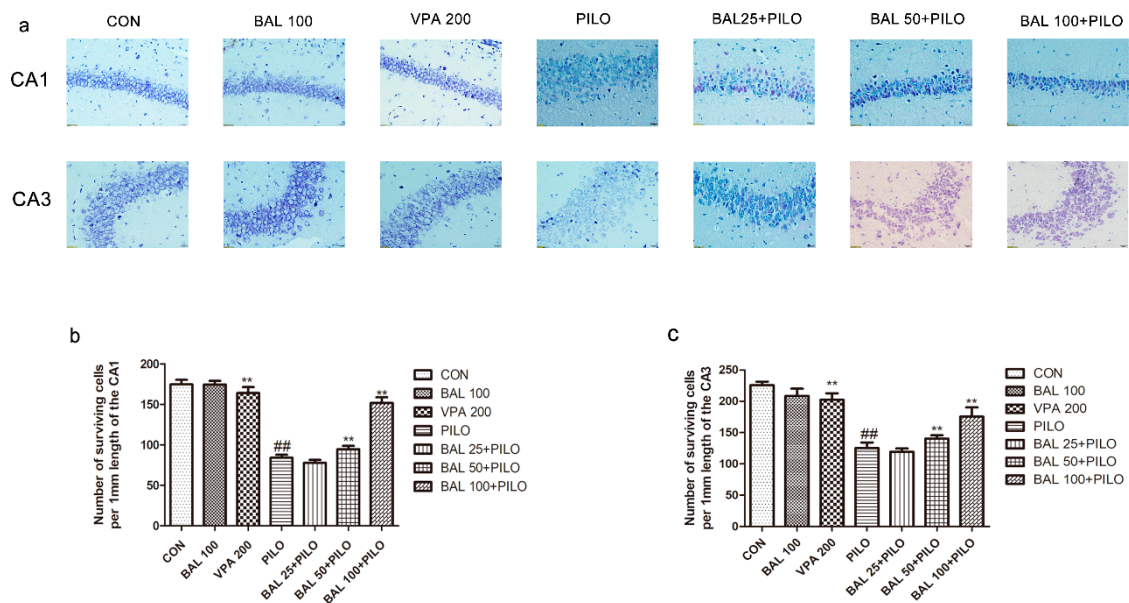 a
CON
BAL 100
VPA 200
PILO
BAL25+PILO
BAL 50+PILO
BAL 100+PILO
CA1
CA3
b
Number of surviving cells
per 1mm length of the CA1
200
150
100
50
0
**
##
**
**
CON
BAL 100
VPA 200
PILO
BAL 25+PILO
BAL 50+PILO
BAL 100+PILO
CON
BAL 100
VPA 200
PILO
BAL 25+PILO
BAL 50+PILO
BAL 100+PILO
c
Number of surviving cells
per 1mm length of the CA3
250
200
150
100
50
0
**
##
**
**
CON
BAL 100
VPA 200
PILO
BAL 25+PILO
BAL 50+PILO
BAL 100+PILO
CON
BAL 100
VPA 200
PILO
BAL 25+PILO
BAL 50+PILO
BAL 100+PILO